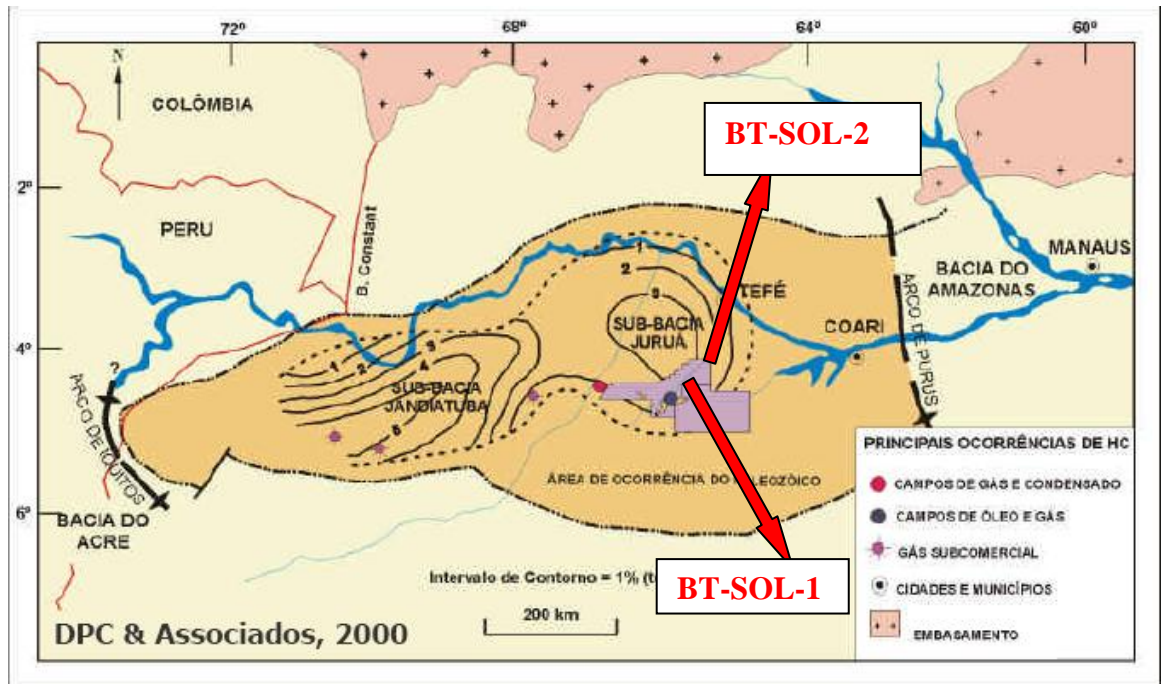 72º
68º
64º
60º
N
COLÔMBIA
BT-SOL-2
2º
PERU
B. Constant
MANAUS
BACIA DO
AMAZONAS
1
2
3
TEFÉ
SUB-BACIA
JURUÁ
COARI
ARCO DE PURUS
4º
?
1
2
3
4
5
SUB-BACIA
JANDIATUBA
ARCO DE IQUITOS
ÁREA DE OCORRÊNCIA DO PALEOZÓICO
6º
BACIA DO
ACRE
Intervalo de Contorno = 1%
BT-SOL-1
200 km
DPC & Associados, 2000
PRINCIPAIS OCORRÊNCIAS DE HC
CAMPOS DE GÁS E CONDENSADO
CAMPOS DE ÓLEO E GÁS
GÁS SUBCOMERCIAL
CIDADES E MUNICÍPIOS
EMBASAMENTO